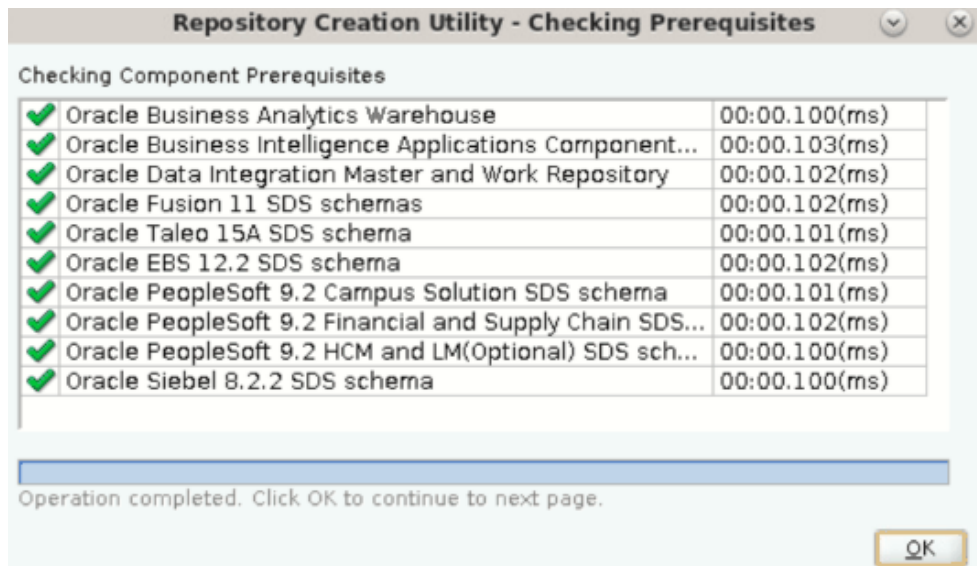 Repository Creation Utility - Checking Prerequisites
Checking Component Prerequisites
Oracle Business Analytics Warehouse 00:00.100(ms)
Oracle Business Intelligence Applications Component... 00:00.103(ms)
Oracle Data Integration Master and Work Repository 00:00.102(ms)
Oracle Fusion 11 SDS schemas 00:00.102(ms)
Oracle Taleo 15A SDS schema 00:00.101(ms)
Oracle EBS 12.2 SDS schema 00:00.102(ms)
Oracle PeopleSoft 9.2 Campus Solution SDS schema 00:00.101(ms)
Oracle PeopleSoft 9.2 Financial and Supply Chain SDS... 00:00.102(ms)
Oracle PeopleSoft 9.2 HCM and LM(Optional) SDS sch... 00:00.100(ms)
Oracle Siebel 8.2.2 SDS schema 00:00.100(ms)
Operation completed. Click OK to continue to next page.
OK